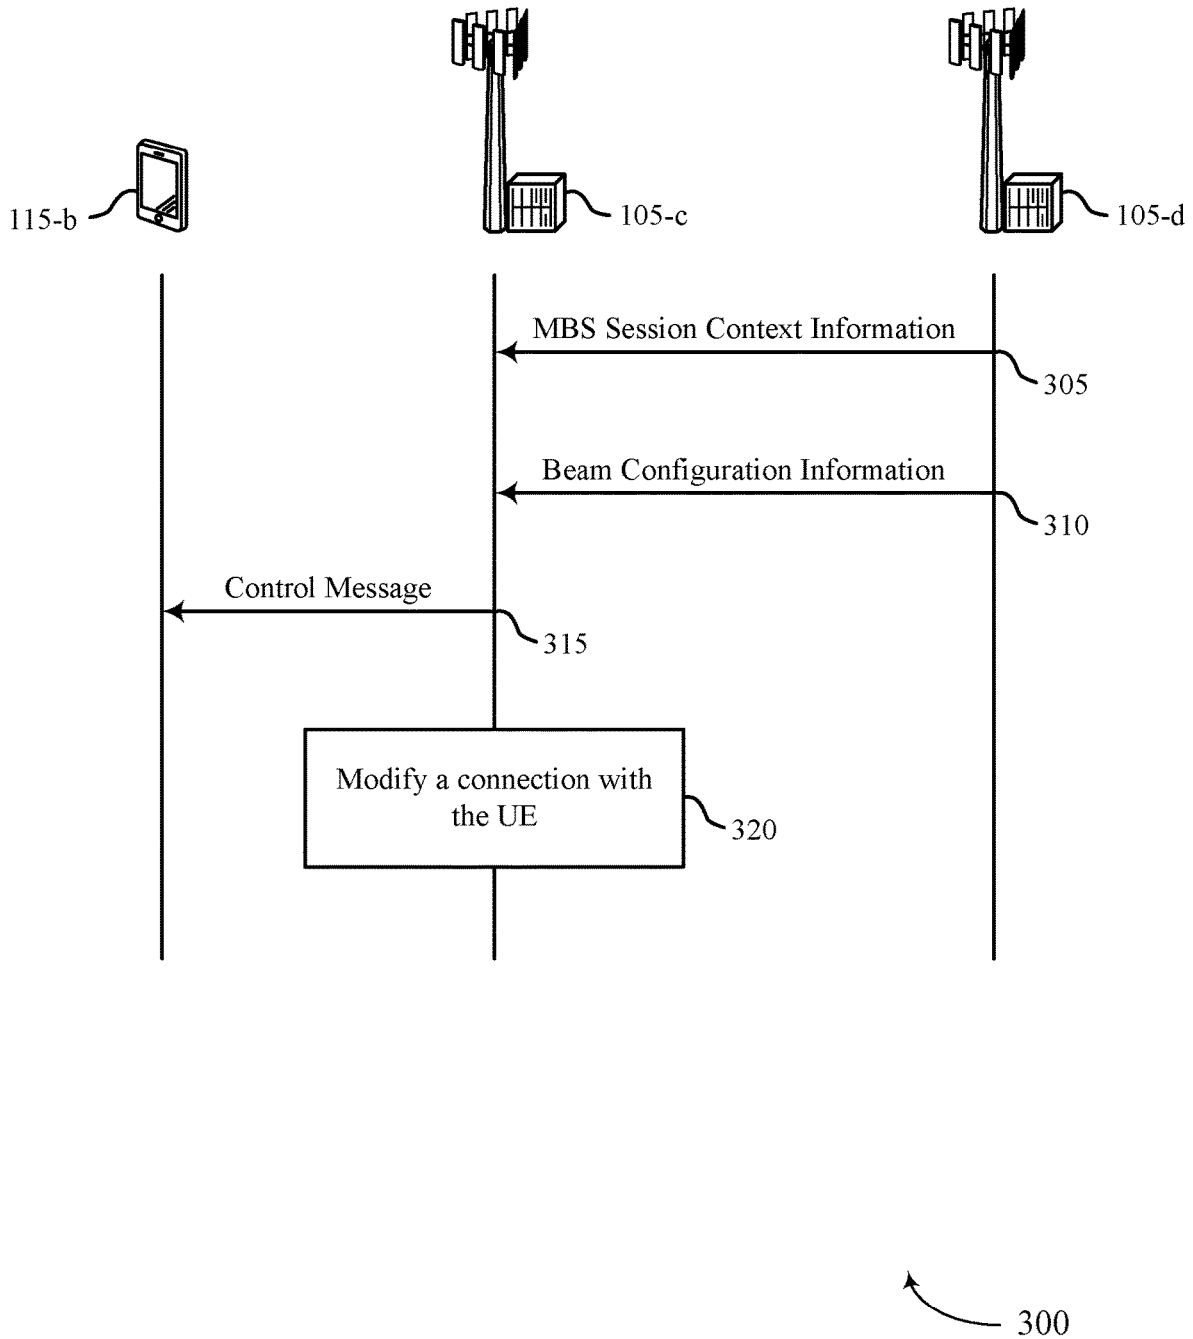 115-b
105-c
105-d
MBS Session Context Information
305
Beam Configuration Information
310
Control Message
315
Modify a connection with
the UE
320
300